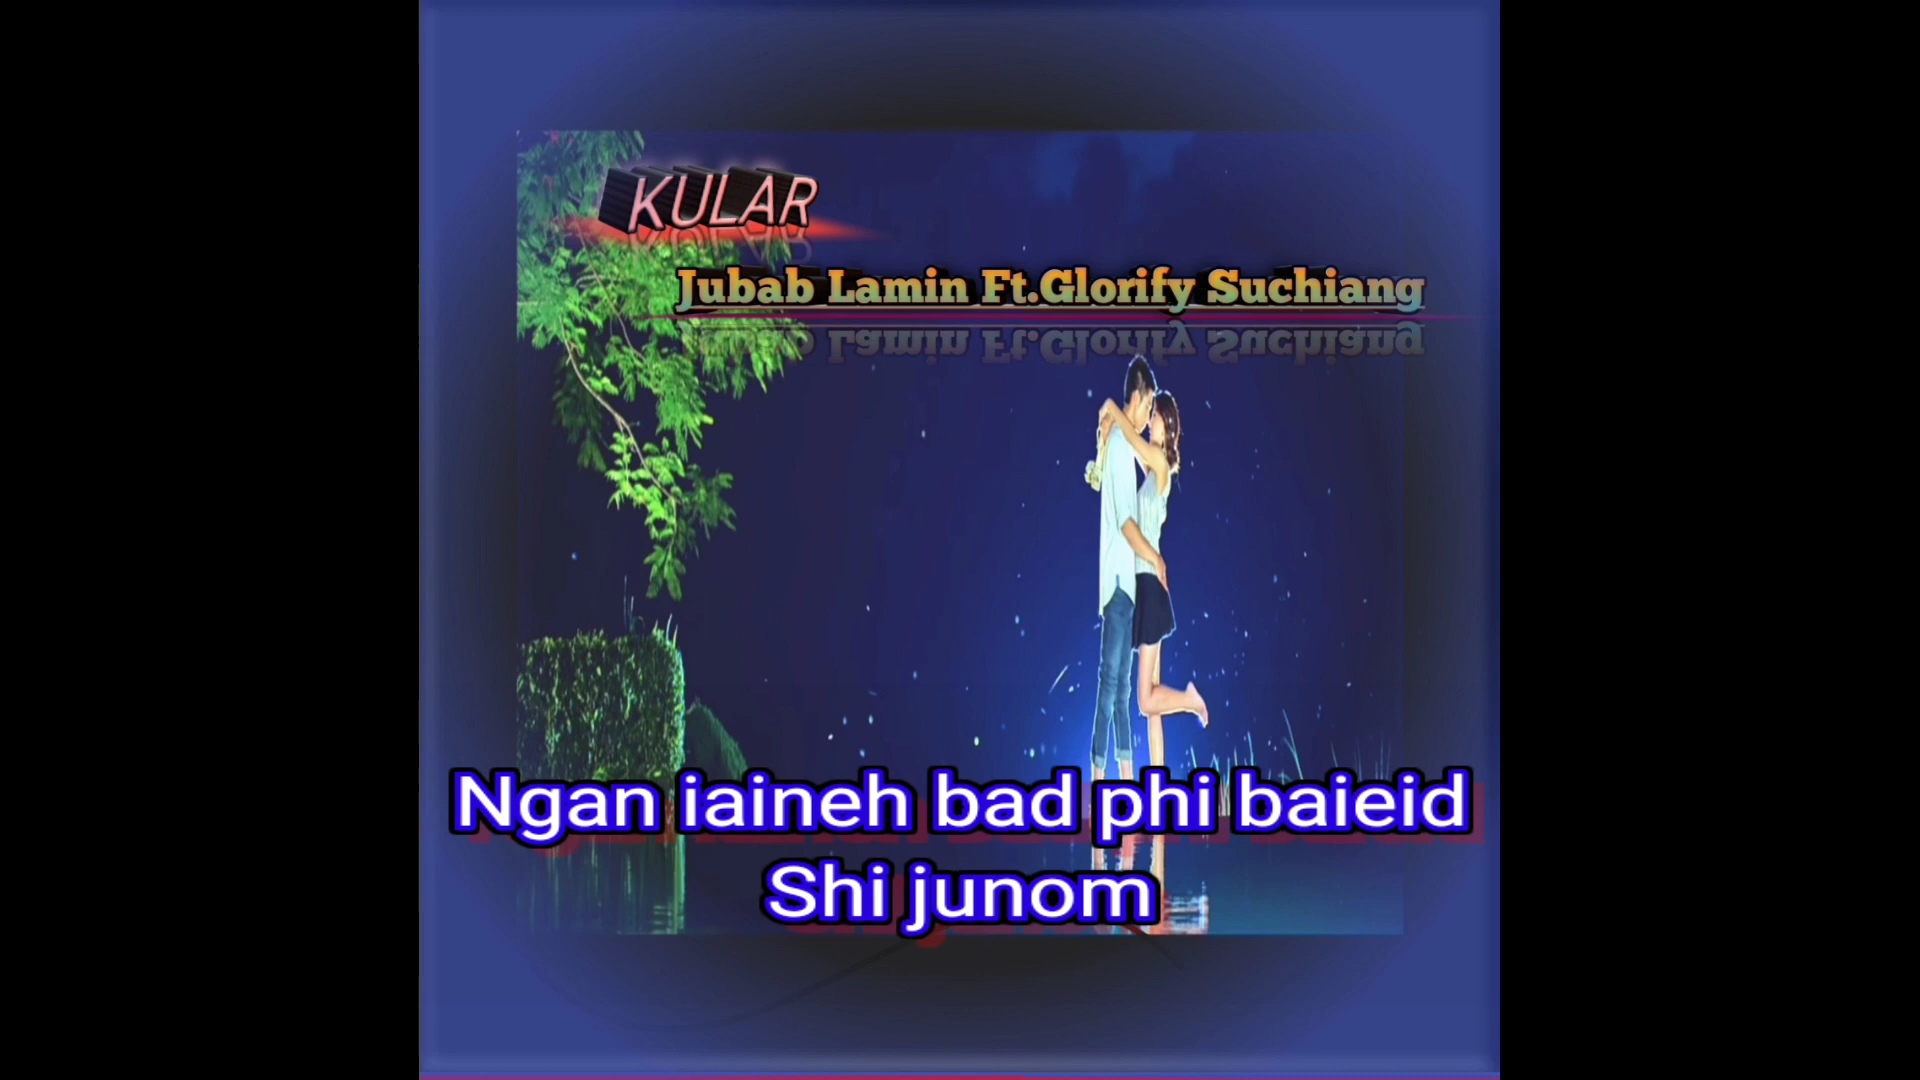 KULAR
Jubab Lamin Ft.Glorify Suchiang
Ngan iaineh bad phi baieid
Shi junom